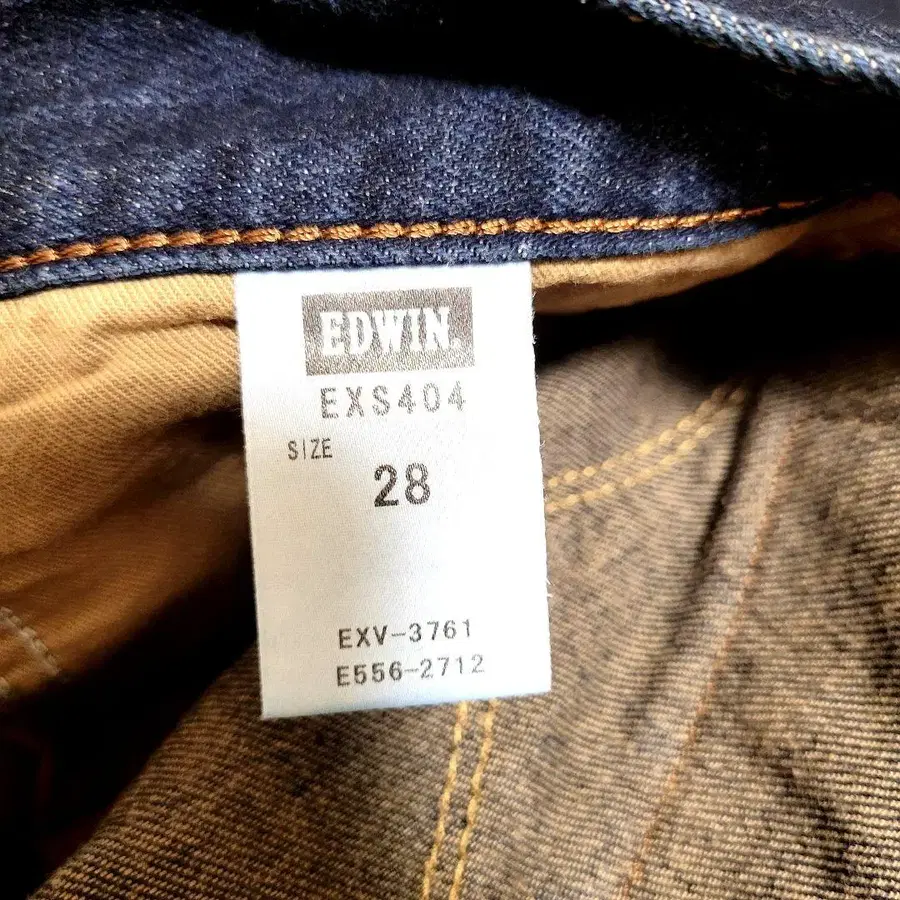 EDWIN.
EXS404
SIZE
28
EXV-3761
E556-2712